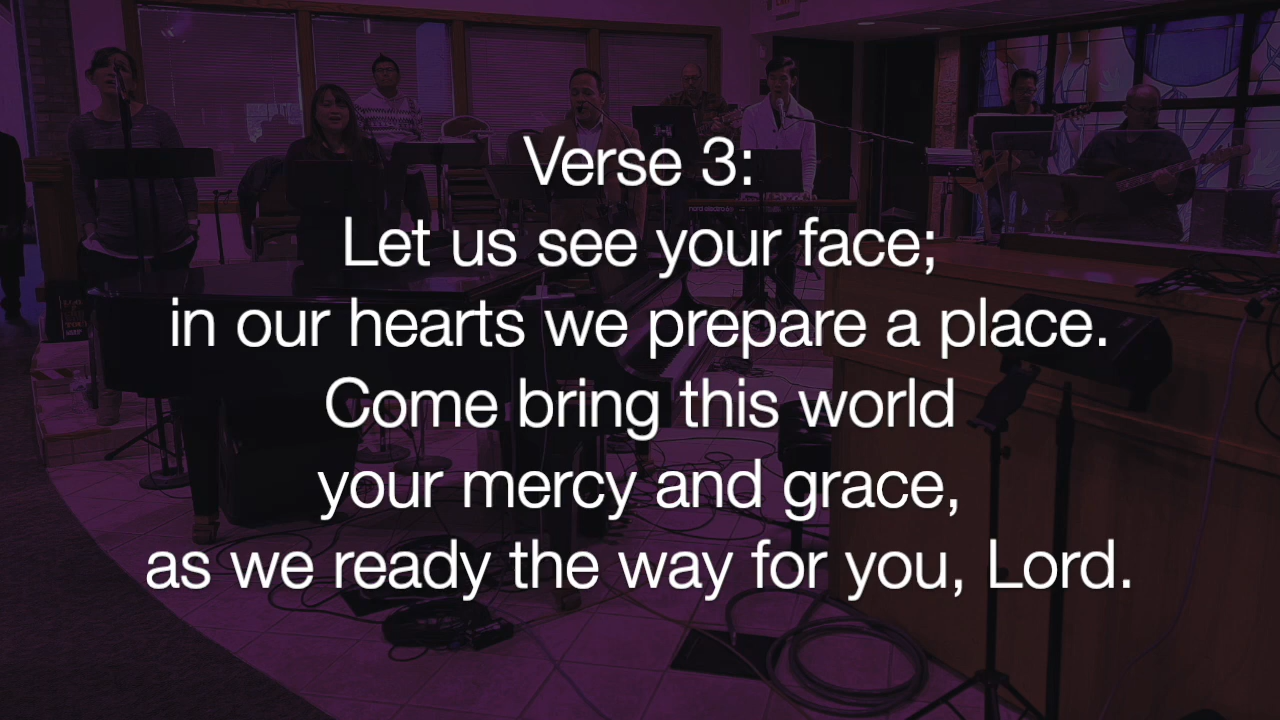 Verse 3:
Let us see your face;
in our hearts we prepare a place.
Come bring this world
your mercy and grace,
as we ready the way for you, Lord.